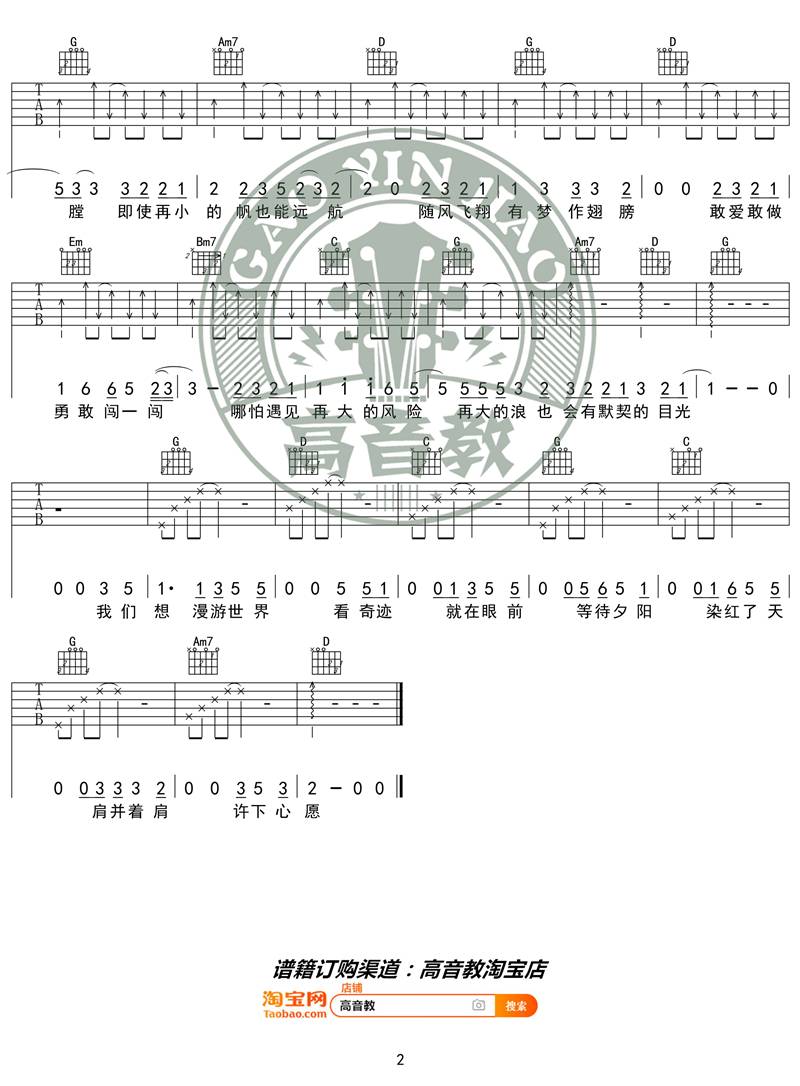 G Am7 D G D
T A B
5 3 3 3 2 2 1 2 2 3 5 2 3 2 2 0 2 3 2 1 1 3 3 3 2 0 0 2 3 2 1
膛 即使再小 的 帆也能远 航 随风飞翔 有 梦 作翅 膀 敢爱敢做
GAO YIN JIAO
Em Bm7 C G Am7 D G
T A B
1 6 6 5 2 3 3 - 2 3 2 1 1 1 1 6 5 5 5 5 5 3 2 3 2 2 1 3 2 1 1 - - 0
勇 敢 闯一 闯 哪怕遇见 再 大 的 风 险 再大的浪 也 会有默契的 目光
高音教
G D C G C
T A B
0 0 3 5 1· 1 3 5 5 0 0 5 5 1 0 0 1 3 5 5 0 0 5 6 5 1 0 0 1 6 5 5
我 们 想 漫游世 界 看 奇迹 就在眼 前 等待夕 阳 染红了 天
G Am7 D
T A B
0 0 3 3 3 3 2 0 0 3 5 3 2 - 0 0
肩并着 肩 许下 心 愿
谱籍订购渠道：高音教淘宝店
店铺
淘宝网 高音教 搜索
Taobao.com
2